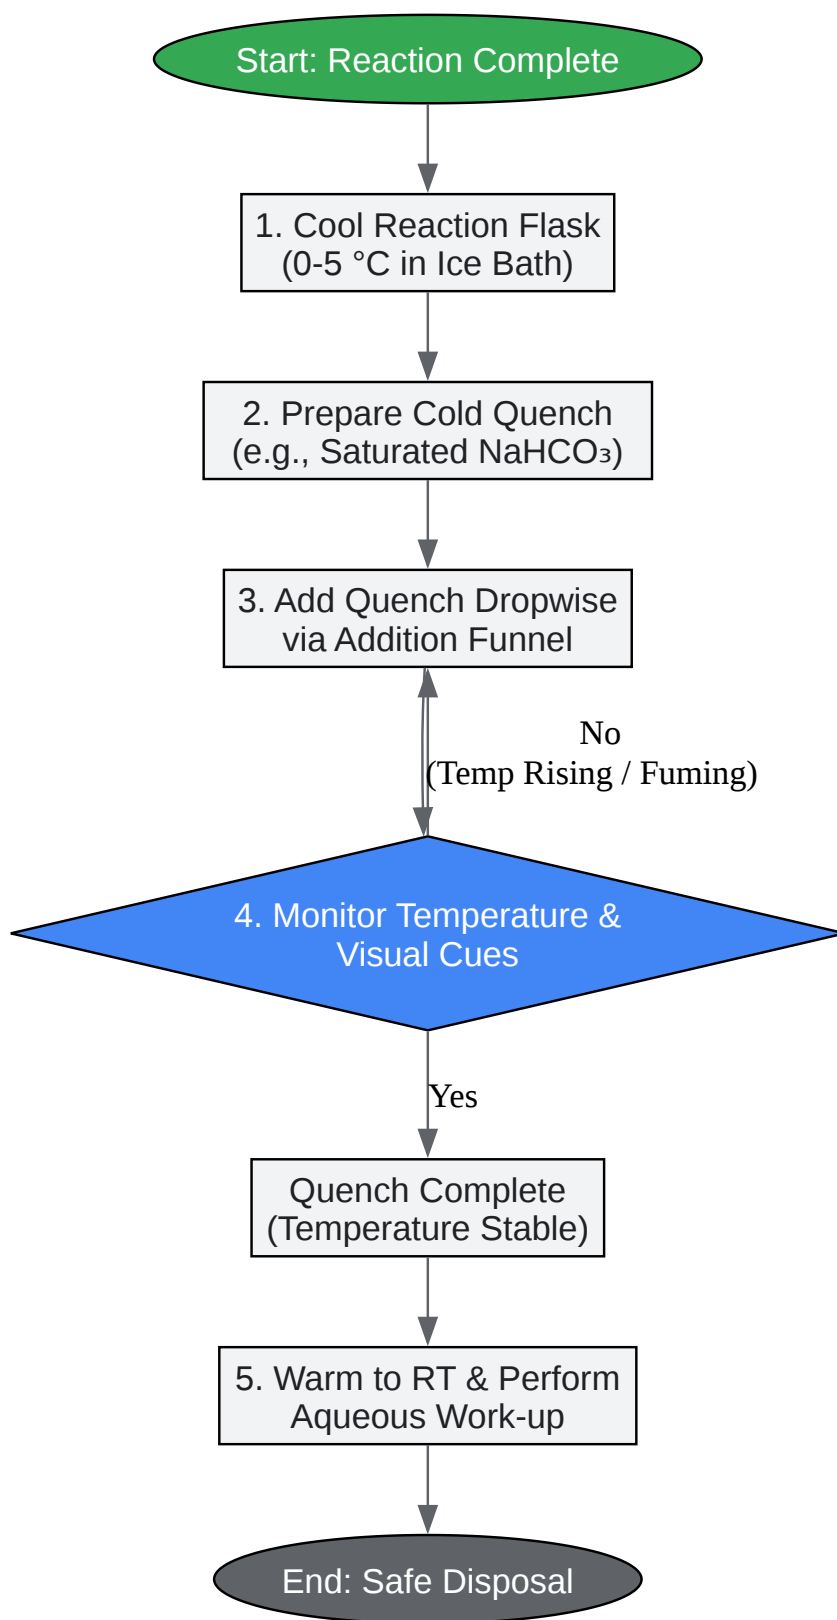 Start: Reaction Complete
1. Cool Reaction Flask
(0-5 °C in Ice Bath)
2. Prepare Cold Quench
(e.g., Saturated NaHCO₃)
3. Add Quench Dropwise
via Addition Funnel
No
(Temp Rising / Fuming)
4. Monitor Temperature &
Visual Cues
Yes
Quench Complete
(Temperature Stable)
5. Warm to RT & Perform
Aqueous Work-up
End: Safe Disposal